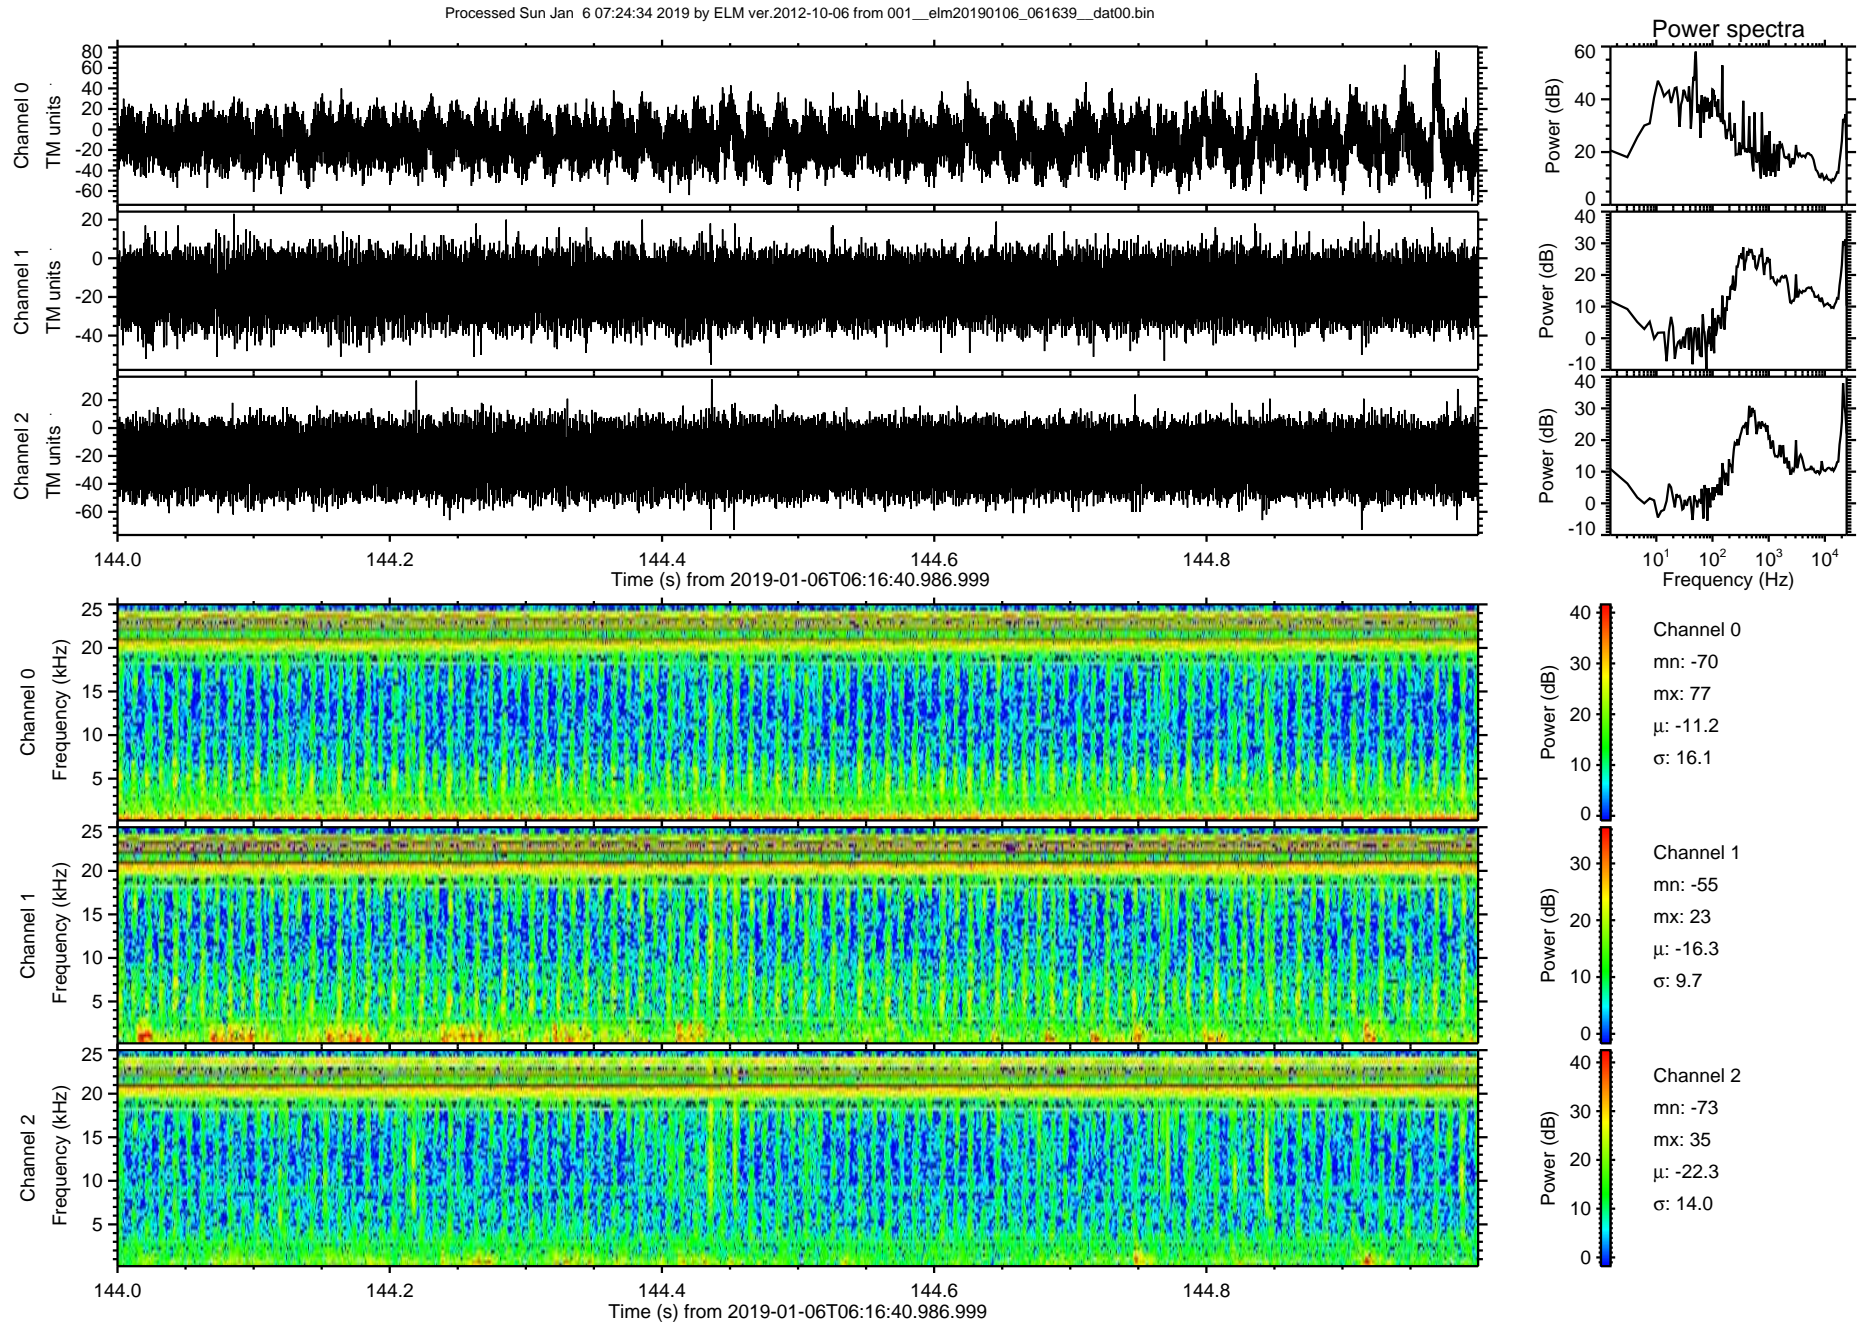 Processed Sun Jan  6 07:24:34 2019 by ELM ver.2012-10-06 from 001__elm20190106_061639__dat00.bin
Power spectra
Channel 0
TM units
80
60
40
20
0
-20
-40
-60
Power (dB)
60
40
20
0
Channel 1
TM units
20
0
-20
-40
Power (dB)
40
30
20
10
0
-10
Channel 2
TM units
20
0
-20
-40
-60
Power (dB)
40
30
20
10
0
-10
144.0
144.2
144.4
144.6
144.8
Time (s) from 2019-01-06T06:16:40.986.999
10¹
10²
10³
10⁴
Frequency (Hz)
Channel 0
Frequency (kHz)
25
20
15
10
5
Power (dB)
40
30
20
10
0
Channel 0
mn: -70
mx: 77
μ: -11.2
σ: 16.1
Channel 1
Frequency (kHz)
25
20
15
10
5
Power (dB)
30
20
10
0
Channel 1
mn: -55
mx: 23
μ: -16.3
σ: 9.7
Channel 2
Frequency (kHz)
25
20
15
10
5
Power (dB)
40
30
20
10
0
Channel 2
mn: -73
mx: 35
μ: -22.3
σ: 14.0
144.0
144.2
144.4
144.6
144.8
Time (s) from 2019-01-06T06:16:40.986.999